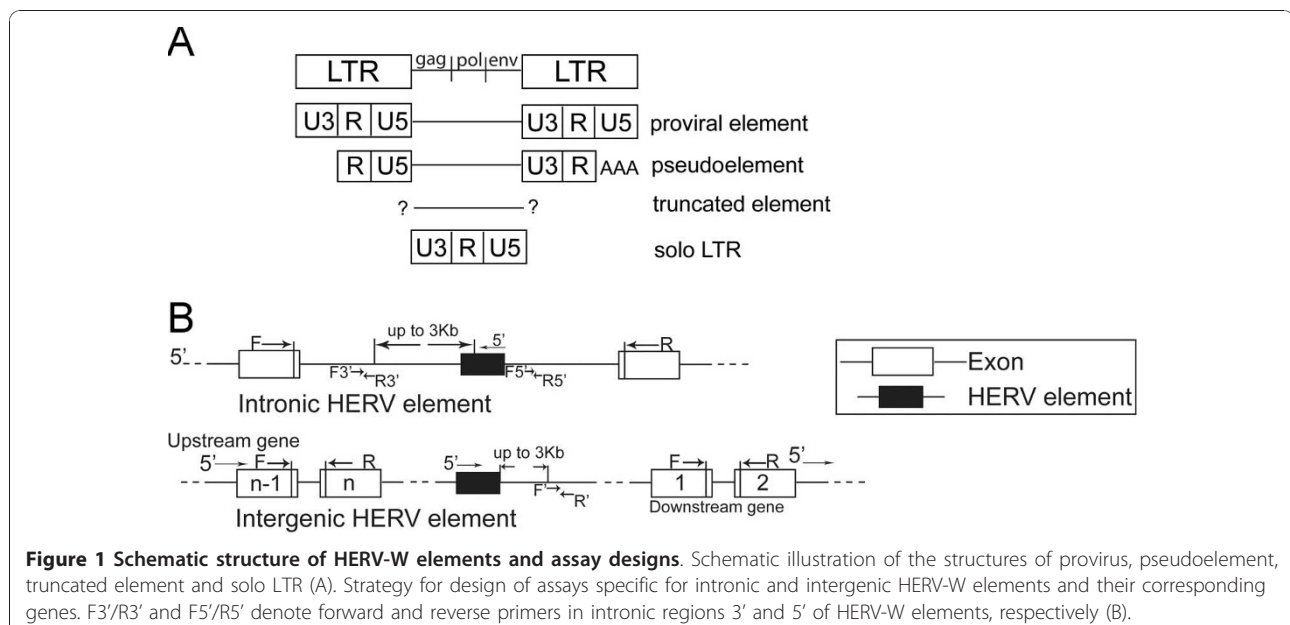 A
gag pol env
LTR LTR
U3 R U5 U3 R U5 proviral element
R U5 U3 R AAA pseudoelement
? ? truncated element
U3 R U5 solo LTR
B
up to 3Kb
5' F 5' R
F3' R3' F5' R5'
Intronic HERV element
Exon
HERV element
Upstream gene
up to 3Kb
5' F R 5' F R 5'
n-1 n F' R' 1 2
Intergenic HERV element
Downstream gene
Figure 1 Schematic structure of HERV-W elements and assay designs. Schematic illustration of the structures of provirus, pseudoelement,
truncated element and solo LTR (A). Strategy for design of assays specific for intronic and intergenic HERV-W elements and their corresponding
genes. F3'/R3' and F5'/R5' denote forward and reverse primers in intronic regions 3' and 5' of HERV-W elements, respectively (B).